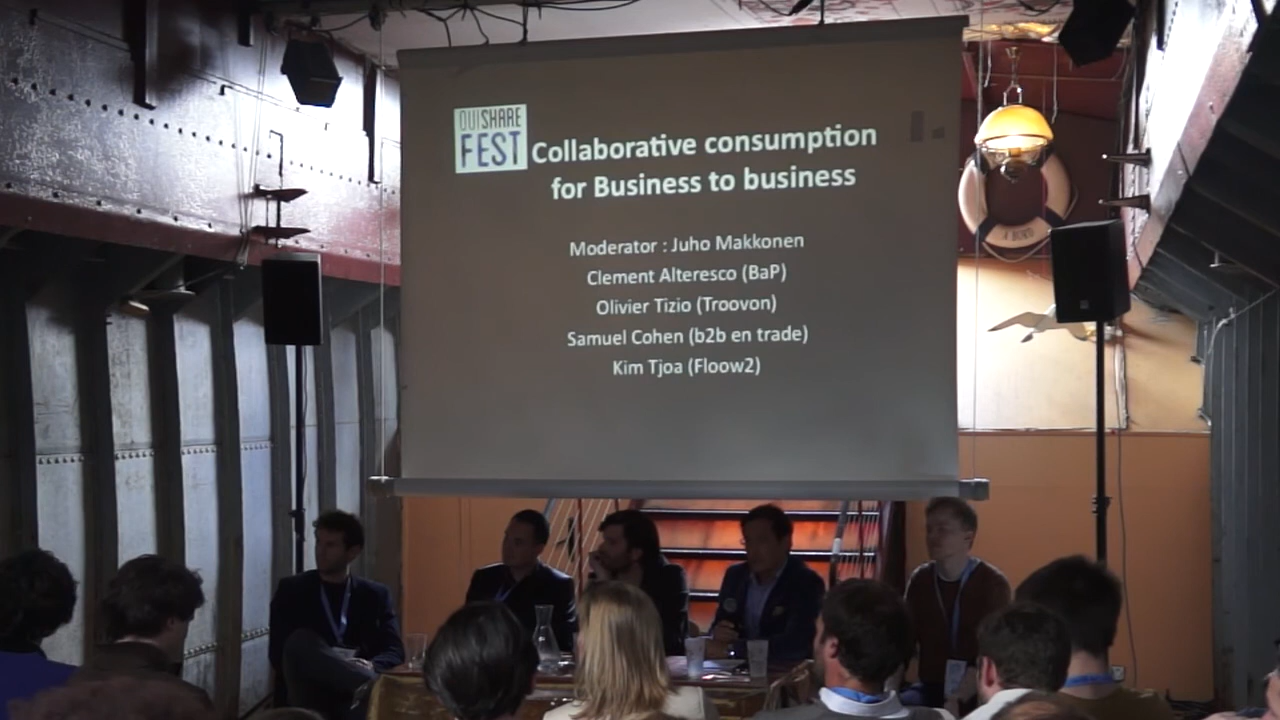 OUISHARE
FEST
Collaborative consumption
for Business to business
Moderator : Juho Makkonen
Clement Alteresco (BaP)
Olivier Tizio (Troovon)
Samuel Cohen (b2b en trade)
Kim Tjoa (Floow2)
A BORD